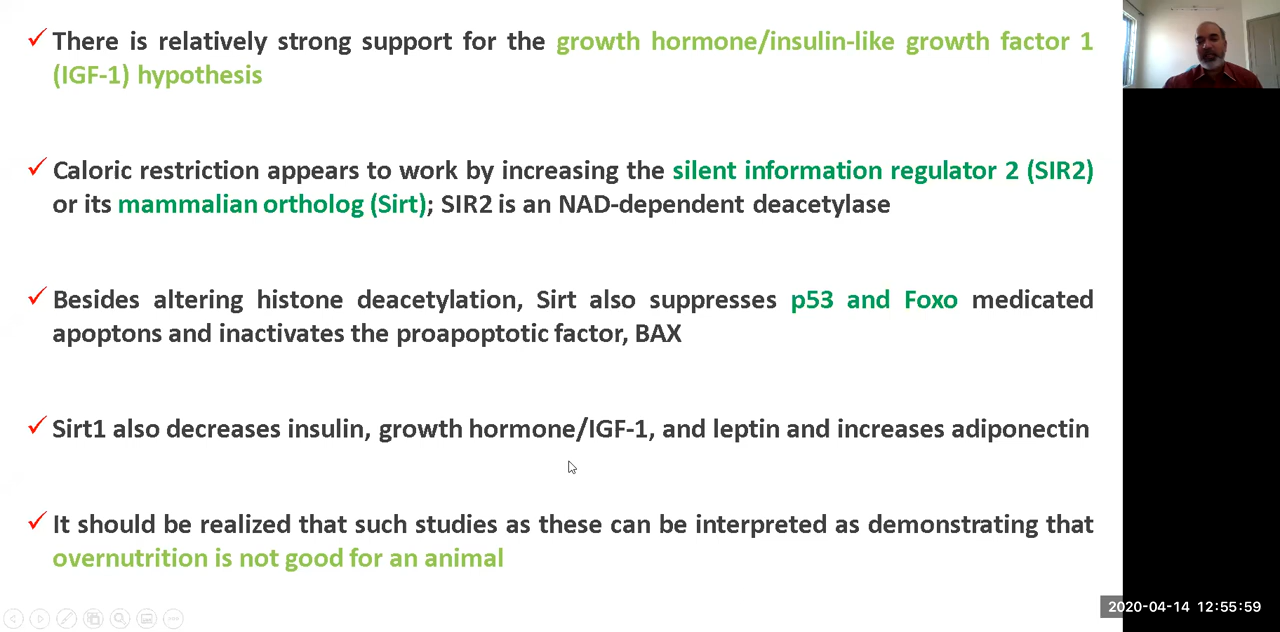 There is relatively strong support for the growth hormone/insulin-like growth factor 1
(IGF-1) hypothesis
Caloric restriction appears to work by increasing the silent information regulator 2 (SIR2)
or its mammalian ortholog (Sirt); SIR2 is an NAD-dependent deacetylase
Besides altering histone deacetylation, Sirt also suppresses p53 and Foxo medicated
apoptons and inactivates the proapoptotic factor, BAX
Sirt1 also decreases insulin, growth hormone/IGF-1, and leptin and increases adiponectin
It should be realized that such studies as these can be interpreted as demonstrating that
overnutrition is not good for an animal
2020-04-14 12:55:59